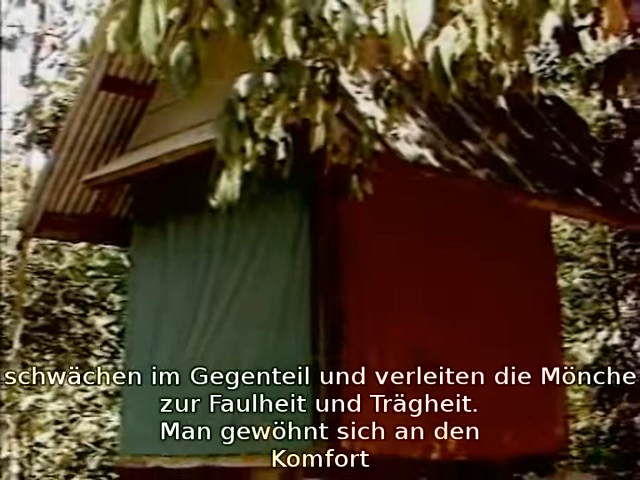 schwächen im Gegenteil und verleiten die Mönche
zur Faulheit und Trägheit.
Man gewöhnt sich an den
Komfort